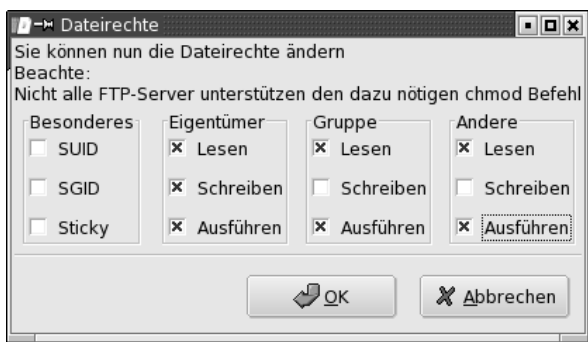 Dateirechte
Sie können nun die Dateirechte ändern
Beachte:
Nicht alle FTP-Server unterstützen den dazu nötigen chmod Befehl
Besonderes Eigentümer Gruppe Andere
SUID Lesen Lesen Lesen
SGID Schreiben Schreiben Schreiben
Sticky Ausführen Ausführen Ausführen
OK Abbrechen